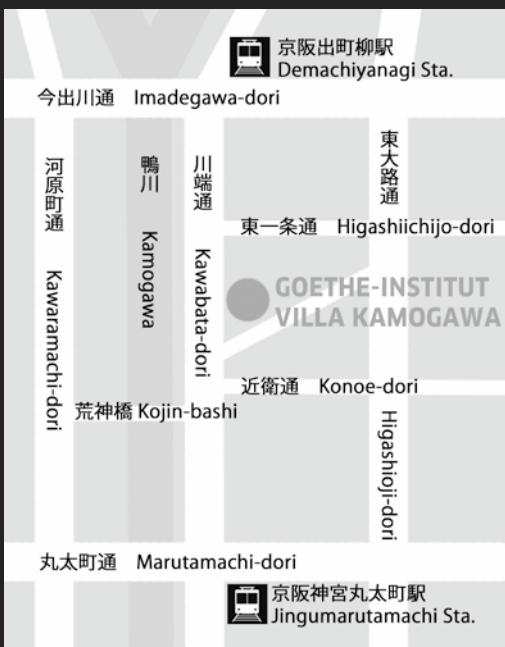 京阪出町柳駅
Demachiyanagi Sta.
今出川通 Imadegawa-dori
河原町通 Kawaramachi-dori
鴨川 Kamogawa
川端通 Kawabata-dori
東大路通 Higashioji-dori
東一条通 Higashiichijo-dori
GOETHE-INSTITUT
VILLA KAMOGAWA
近衛通 Konoe-dori
荒神橋 Kojin-bashi
丸太町通 Marutamachi-dori
京阪神宮丸太町駅
Jingumarutamachi Sta.